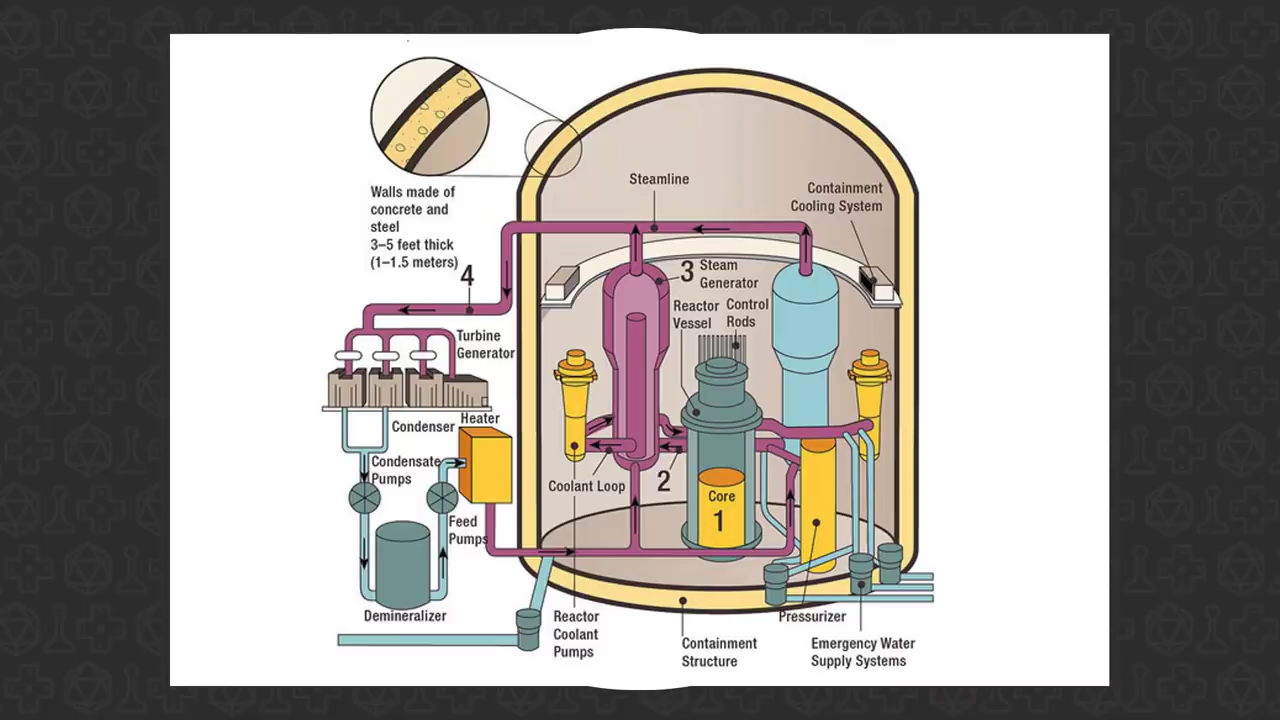 Walls made of
concrete and
steel
3–5 feet thick
(1–1.5 meters)
Steamline
Containment
Cooling System
4
3
Steam
Generator
Reactor
Vessel
Control
Rods
Turbine
Generator
Condenser
Heater
Condensate
Pumps
Coolant Loop
2
Core
1
Feed
Pumps
Demineralizer
Reactor
Coolant
Pumps
Containment
Structure
Pressurizer
Emergency Water
Supply Systems